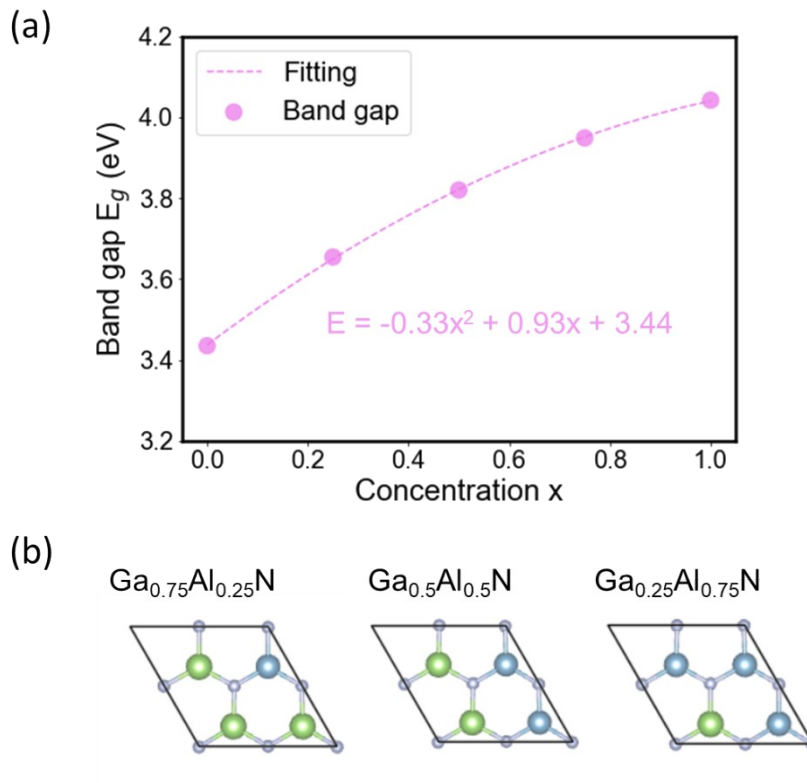 (a)
4.2
4.0
3.8
3.6
3.4
3.2
Band gap E_g (eV)
Fitting
Band gap
E = -0.33x² + 0.93x + 3.44
0.0 0.2 0.4 0.6 0.8 1.0
Concentration x
(b)
Ga₀.₇₅Al₀.₂₅N Ga₀.₅Al₀.₅N Ga₀.₂₅Al₀.₇₅N